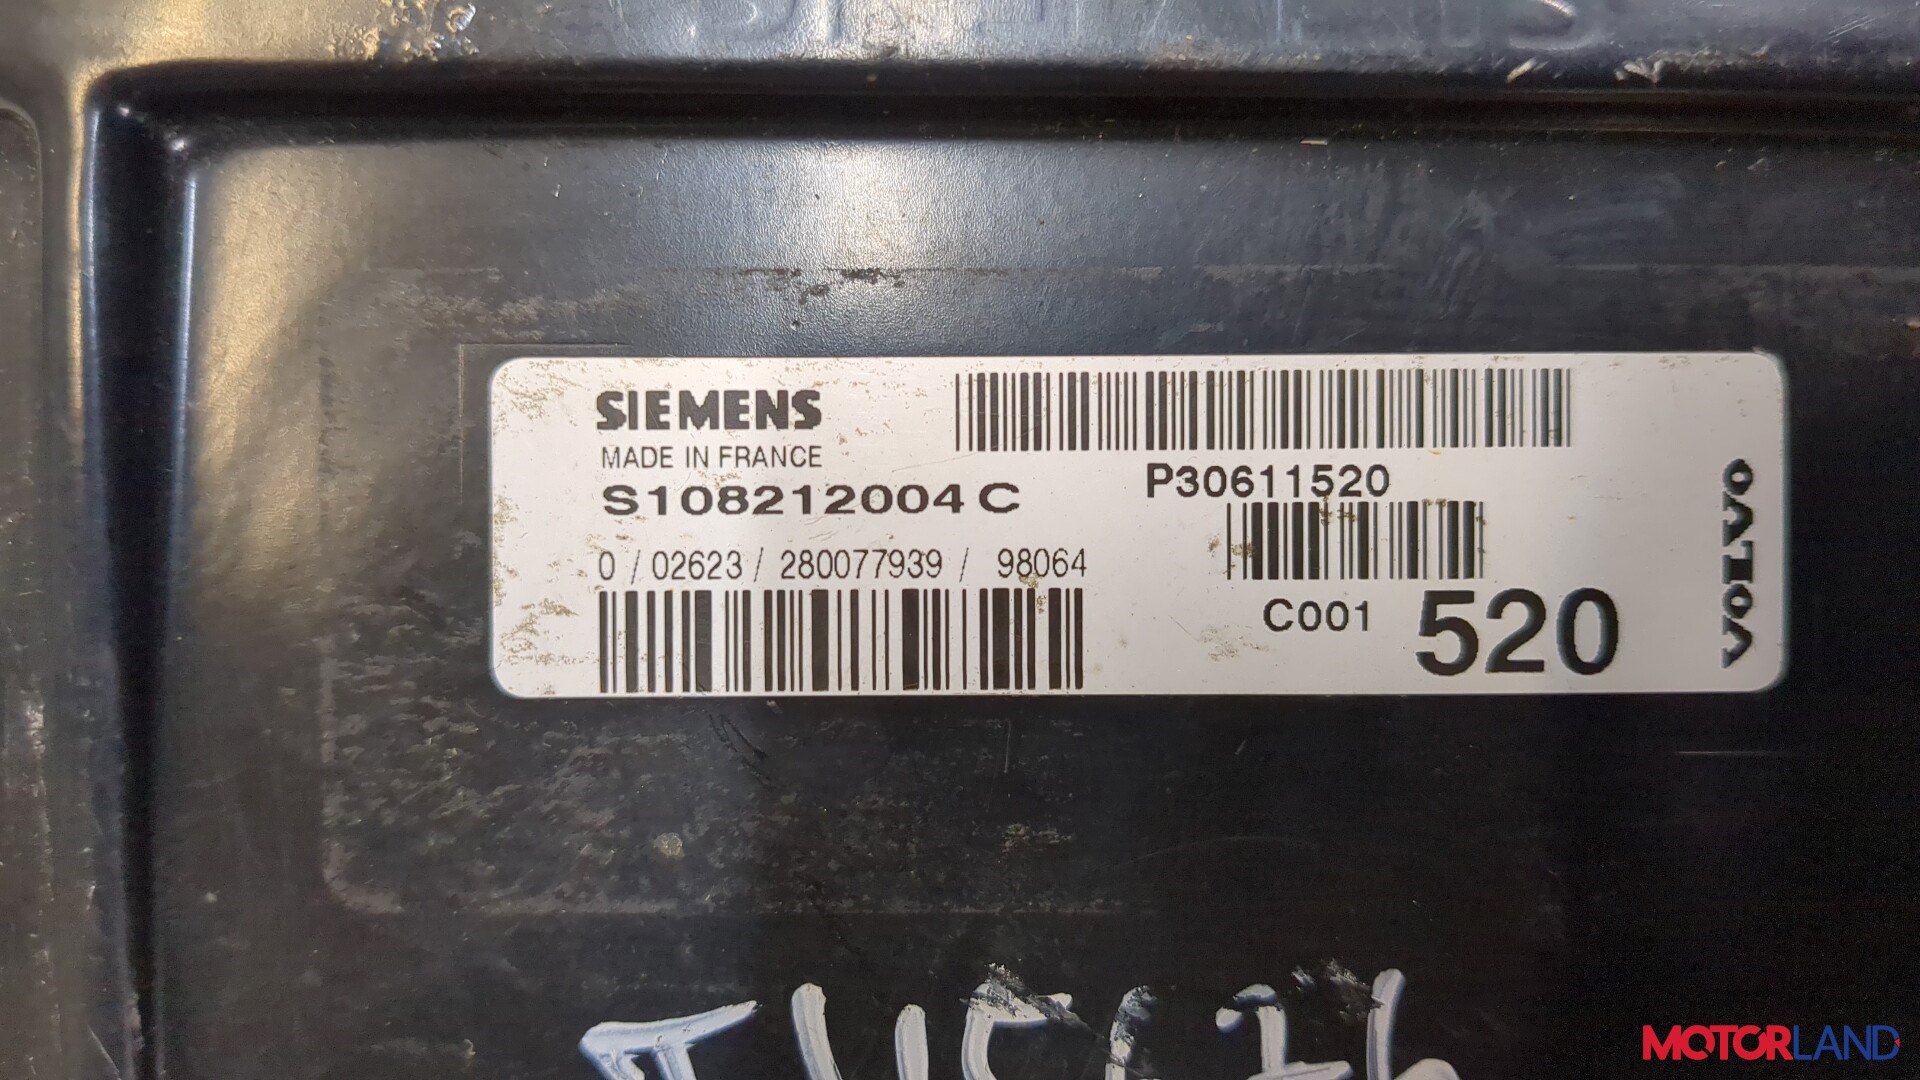 SIEMENS
MADE IN FRANCE
S108212004 C
P30611520
0 / 02623 / 280077939 / 98064
C001 520
VOLVO
MOTORLAND